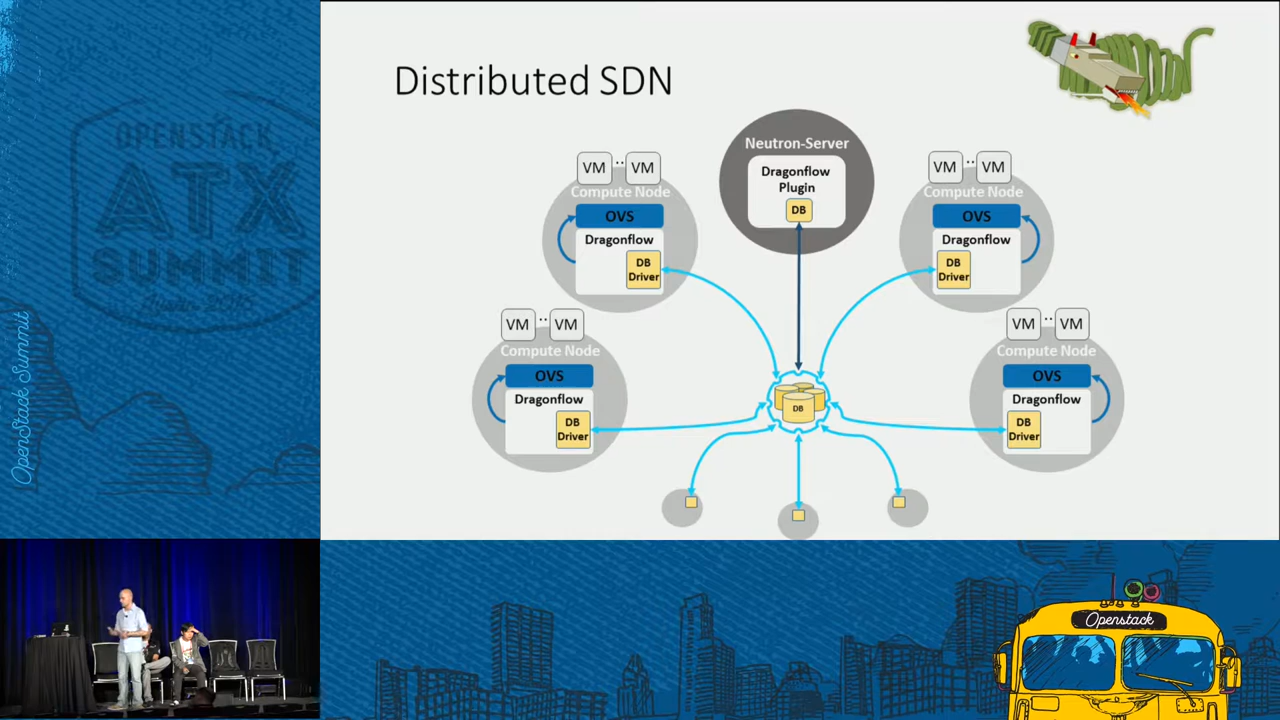 Distributed SDN
Neutron-Server
Dragonflow
Plugin
DB
VM .. VM
Compute Node
OVS
Dragonflow
DB
Driver
VM .. VM
Compute Node
OVS
Dragonflow
DB
Driver
VM .. VM
Compute Node
OVS
Dragonflow
DB
Driver
VM .. VM
Compute Node
OVS
Dragonflow
DB
Driver
DB
OPENSTACK
ATX
SUMMIT
OpenStack Summit
Openstack